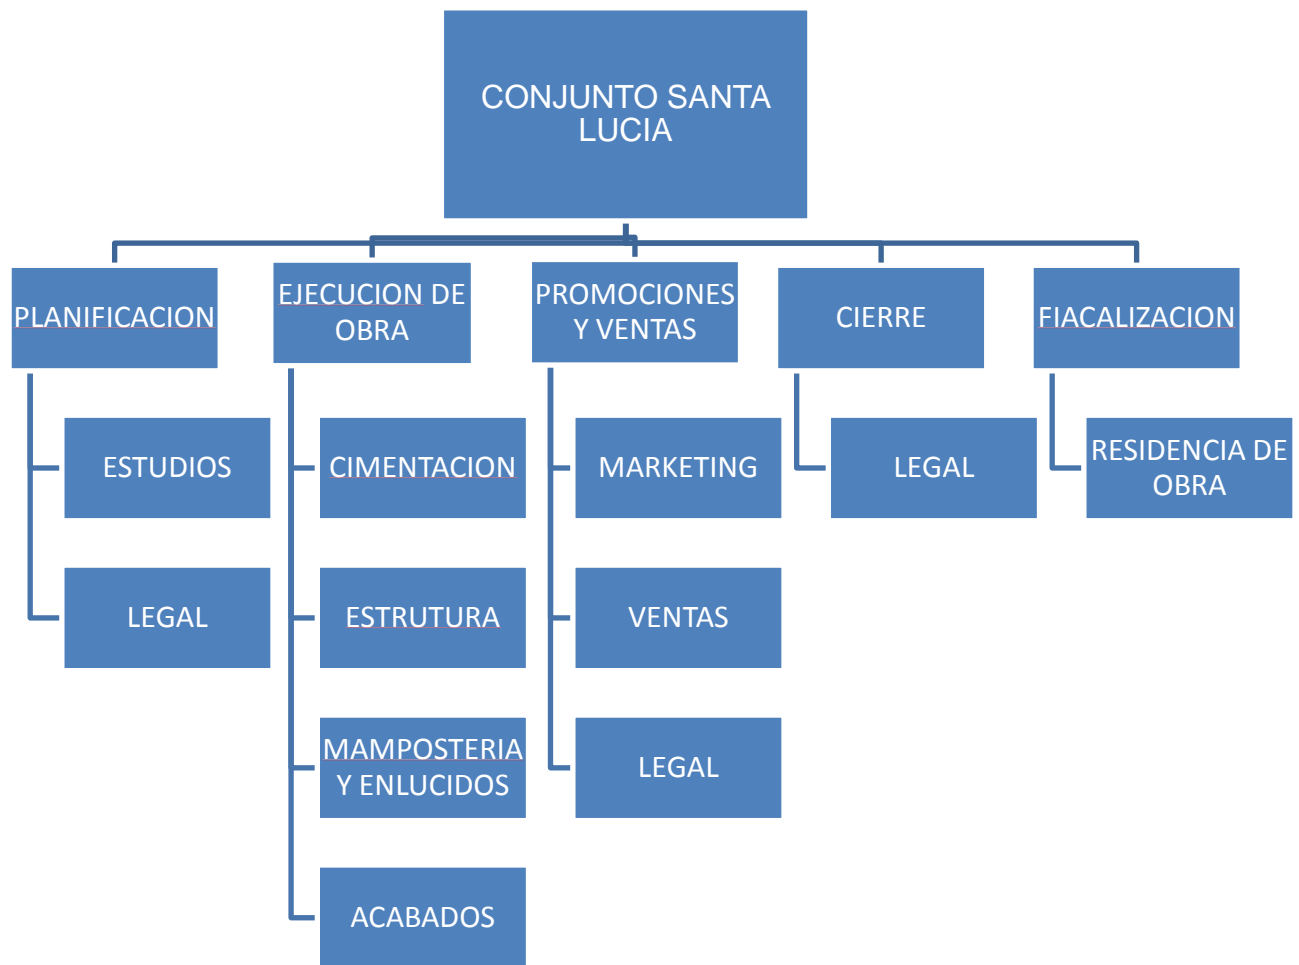 CONJUNTO SANTA
LUCIA
PLANIFICACION
EJECUCION DE
OBRA
PROMOCIONES
Y VENTAS
CIERRE
FIACALIZACION
ESTUDIOS
LEGAL
CIMENTACION
ESTRUTURA
MAMPOSTERIA
Y ENLUCIDOS
ACABADOS
MARKETING
VENTAS
LEGAL
LEGAL
RESIDENCIA DE
OBRA